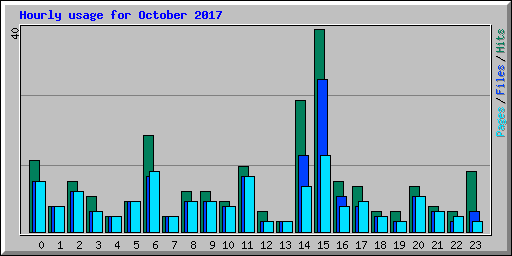 Hourly usage for October 2017
40
Pages/Files/Hits
0 1 2 3 4 5 6 7 8 9 10 11 12 13 14 15 16 17 18 19 20 21 22 23